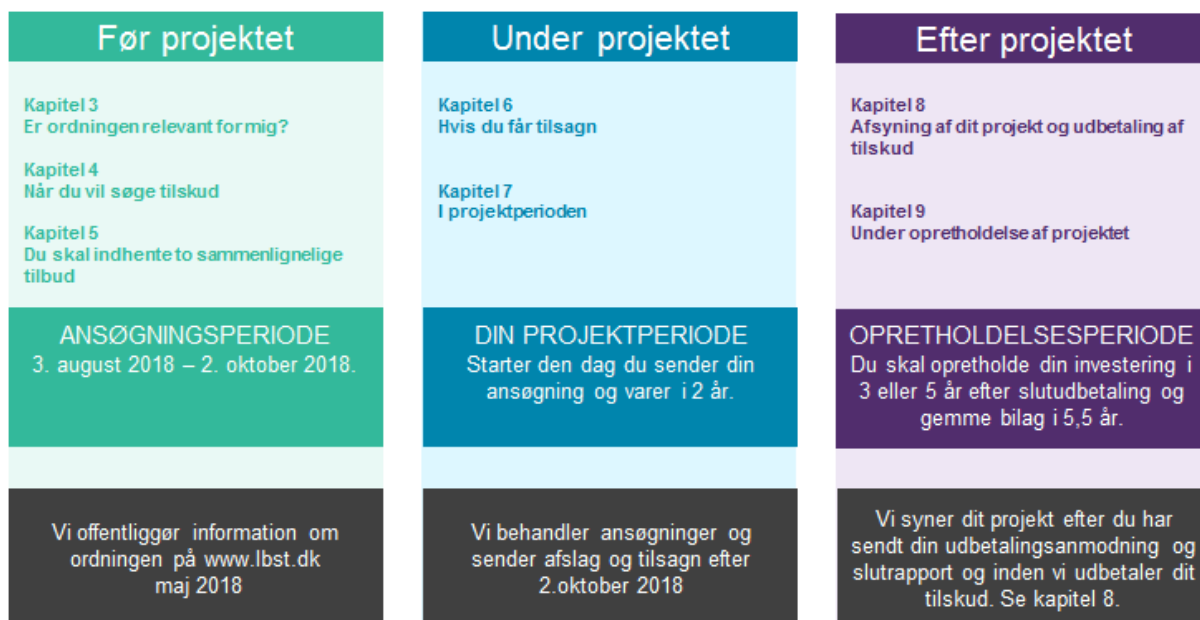 Før projektet
Kapitel 3
Er ordningen relevant for mig?
Kapitel 4
Når du vil søge tilskud
Kapitel 5
Du skal indhente to sammenlignelige
tilbud
ANSØGNINGSPERIODE
3. august 2018 – 2. oktober 2018.
Vi offentliggør information om
ordningen på www.lbst.dk
maj 2018
Under projektet
Kapitel 6
Hvis du får tilsagn
Kapitel 7
I projektperioden
DIN PROJEKTPERIODE
Starter den dag du sender din
ansøgning og varer i 2 år.
Vi behandler ansøgninger og
sender afslag og tilsagn efter
2.oktober 2018
Efter projektet
Kapitel 8
Afsyning af dit projekt og udbetaling af
tilskud
Kapitel 9
Under opretholdelse af projektet
OPRETHOLDELSESPERIODE
Du skal opretholde din investering i
3 eller 5 år efter slutudbetaling og
gemme bilag i 5,5 år.
Vi syner dit projekt efter du har
sendt din udbetalingsanmodning og
slutrapport og inden vi udbetaler dit
tilskud. Se kapitel 8.